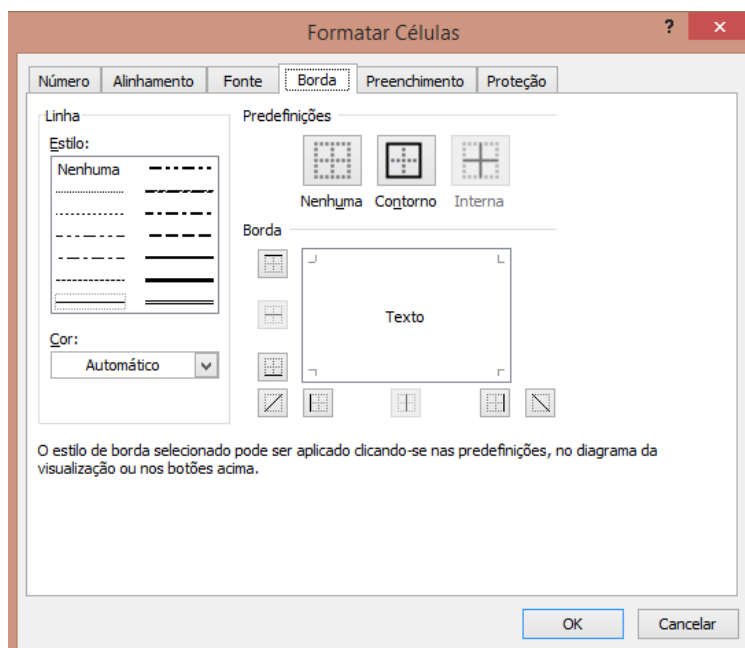 Formatar Células
? ×
Número Alinhamento Fonte Borda Preenchimento Proteção
Linha
Estilo:
Nenhuma
Cor:
Automático
Predefinições
Nenhuma Contorno Interna
Borda
Texto
O estilo de borda selecionado pode ser aplicado clicando-se nas predefinições, no diagrama da
visualização ou nos botões acima.
OK Cancelar